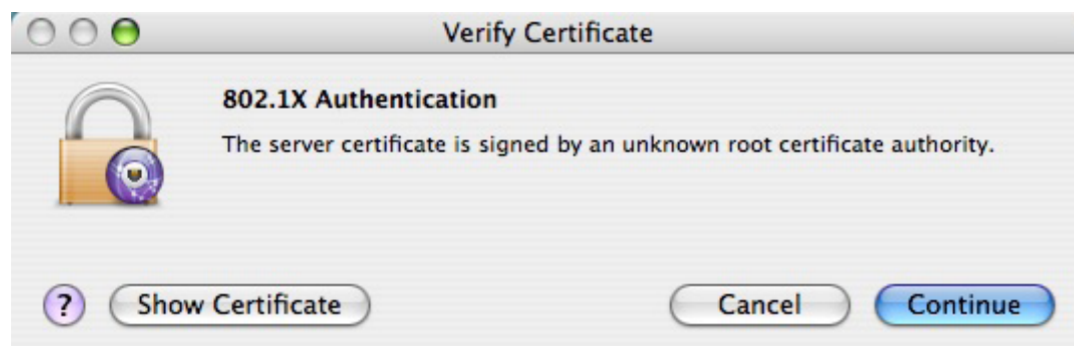 Verify Certificate
802.1X Authentication
The server certificate is signed by an unknown root certificate authority.
? Show Certificate Cancel Continue